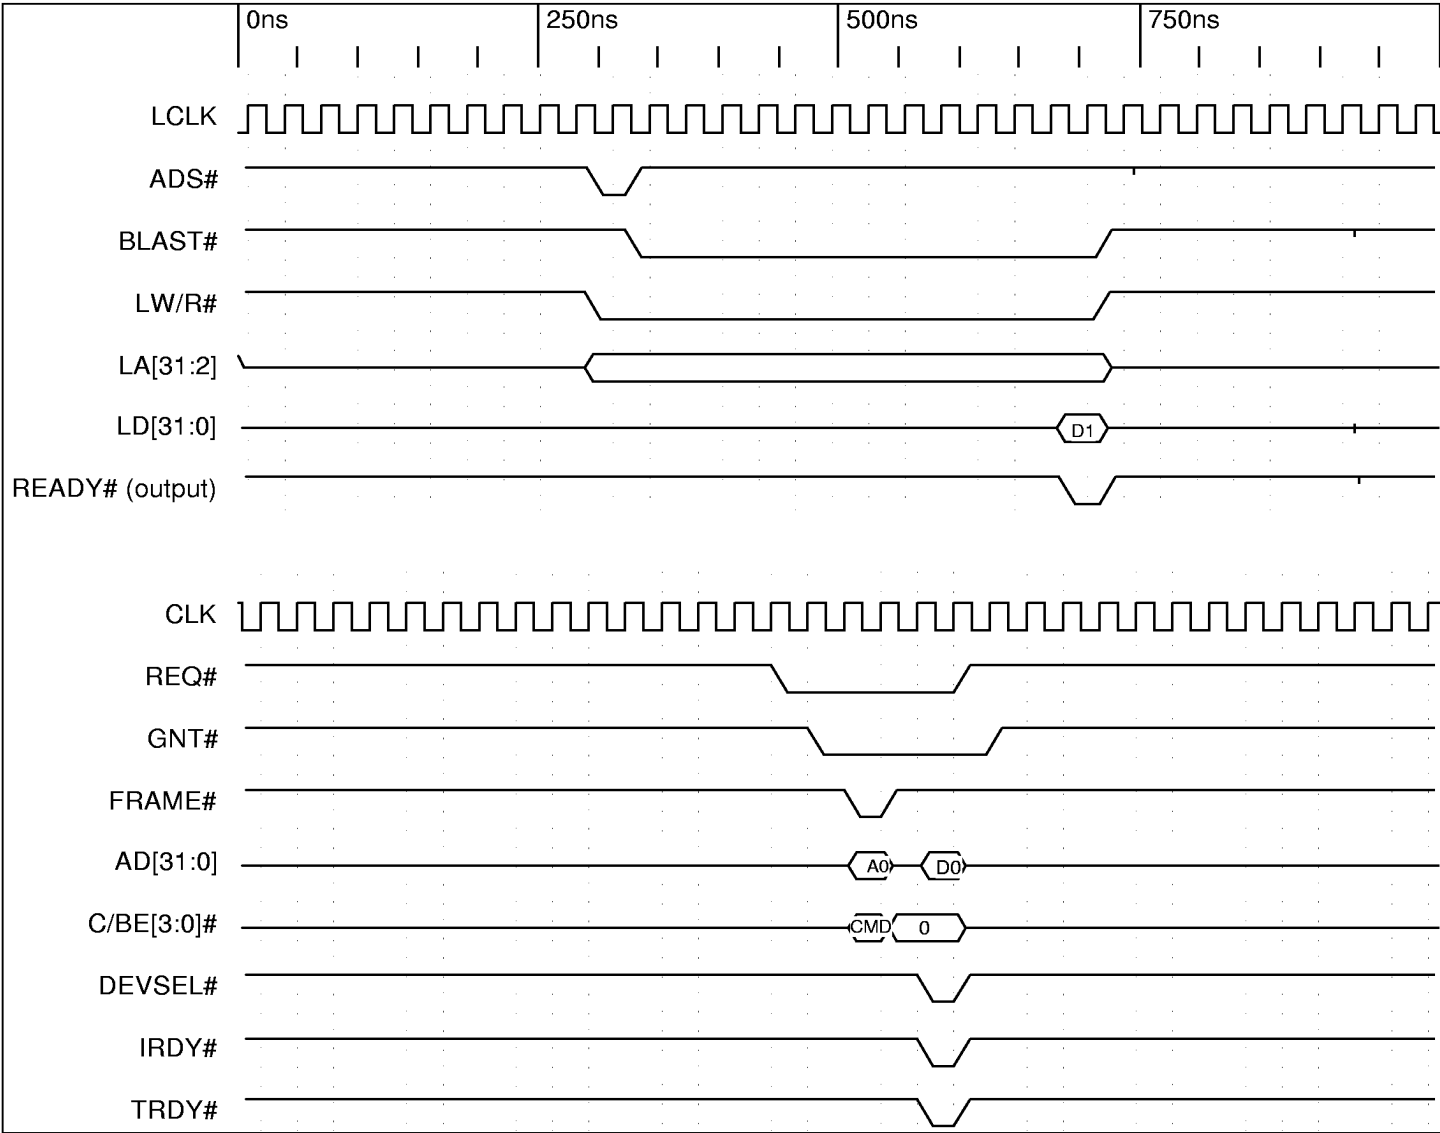 0ns 250ns 500ns 750ns
LCLK
ADS#
BLAST#
LW/R#
LA[31:2]
LD[31:0] D1
READY# (output)
CLK
REQ#
GNT#
FRAME#
AD[31:0] A0 D0
C/BE[3:0]# CMD 0
DEVSEL#
IRDY#
TRDY#